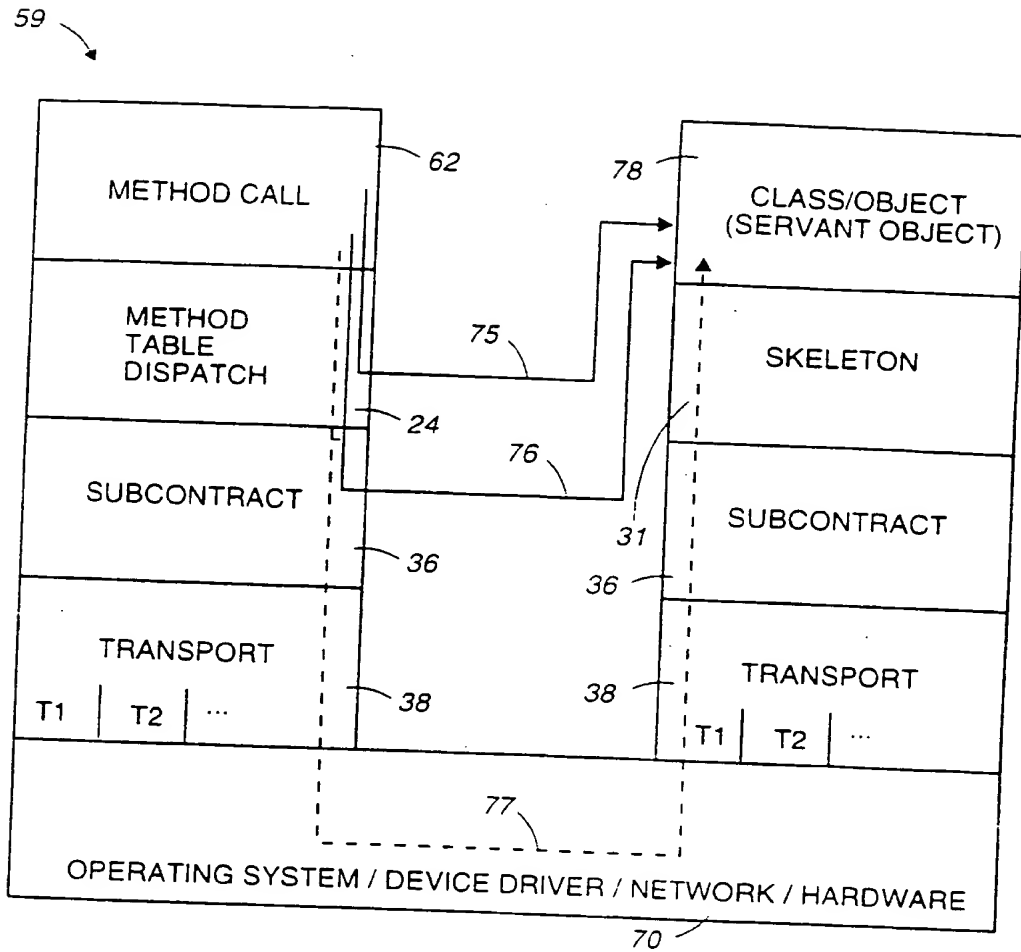 59
62
METHOD CALL
78
CLASS/OBJECT
(SERVANT OBJECT)
METHOD
TABLE
DISPATCH
75
24
SKELETON
76
31
SUBCONTRACT
36
SUBCONTRACT
36
TRANSPORT
38
T1
T2
...
38
TRANSPORT
T1
T2
...
77
OPERATING SYSTEM / DEVICE DRIVER / NETWORK / HARDWARE
70